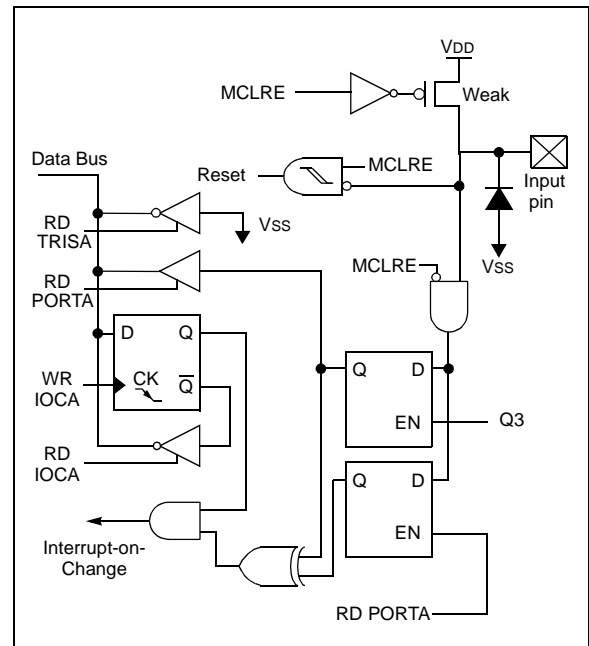 VDD
MCLRE
Weak
Data Bus
Reset
MCLRE
Input
pin
RD
TRISA
VSS
VSS
RD
PORTA
MCLRE
D Q
WR
IOCA
CK
Q
Q D
EN
Q3
RD
IOCA
Q D
EN
Interrupt-on-
Change
RD PORTA